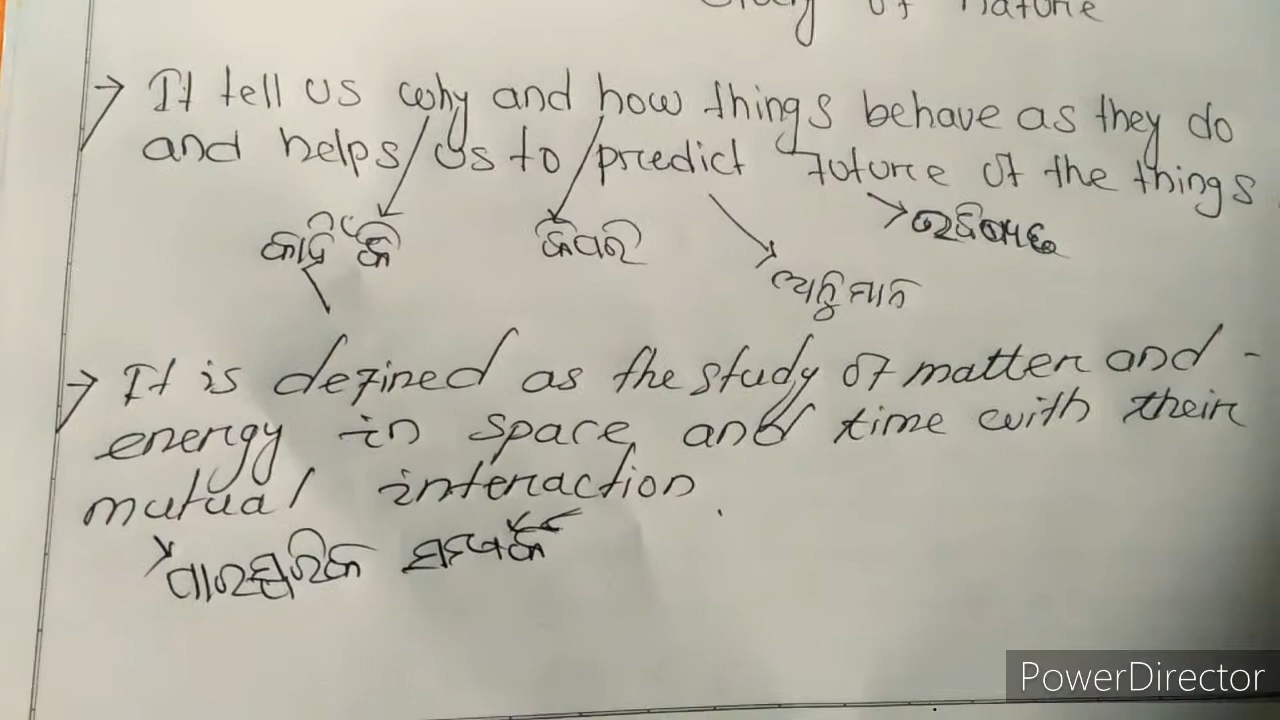 Study of nature
→ It tell us why and how things behave as they do
and helps us to predict future of the things
କାହିଁକି କିପରି ଭବିଷ୍ୟତ
ଅନୁମାନ
→ It is defined as the study of matter and -
energy in space and time with their
mutual interaction.
ପାରସ୍ପରିକ ସମ୍ପର୍କ
PowerDirector